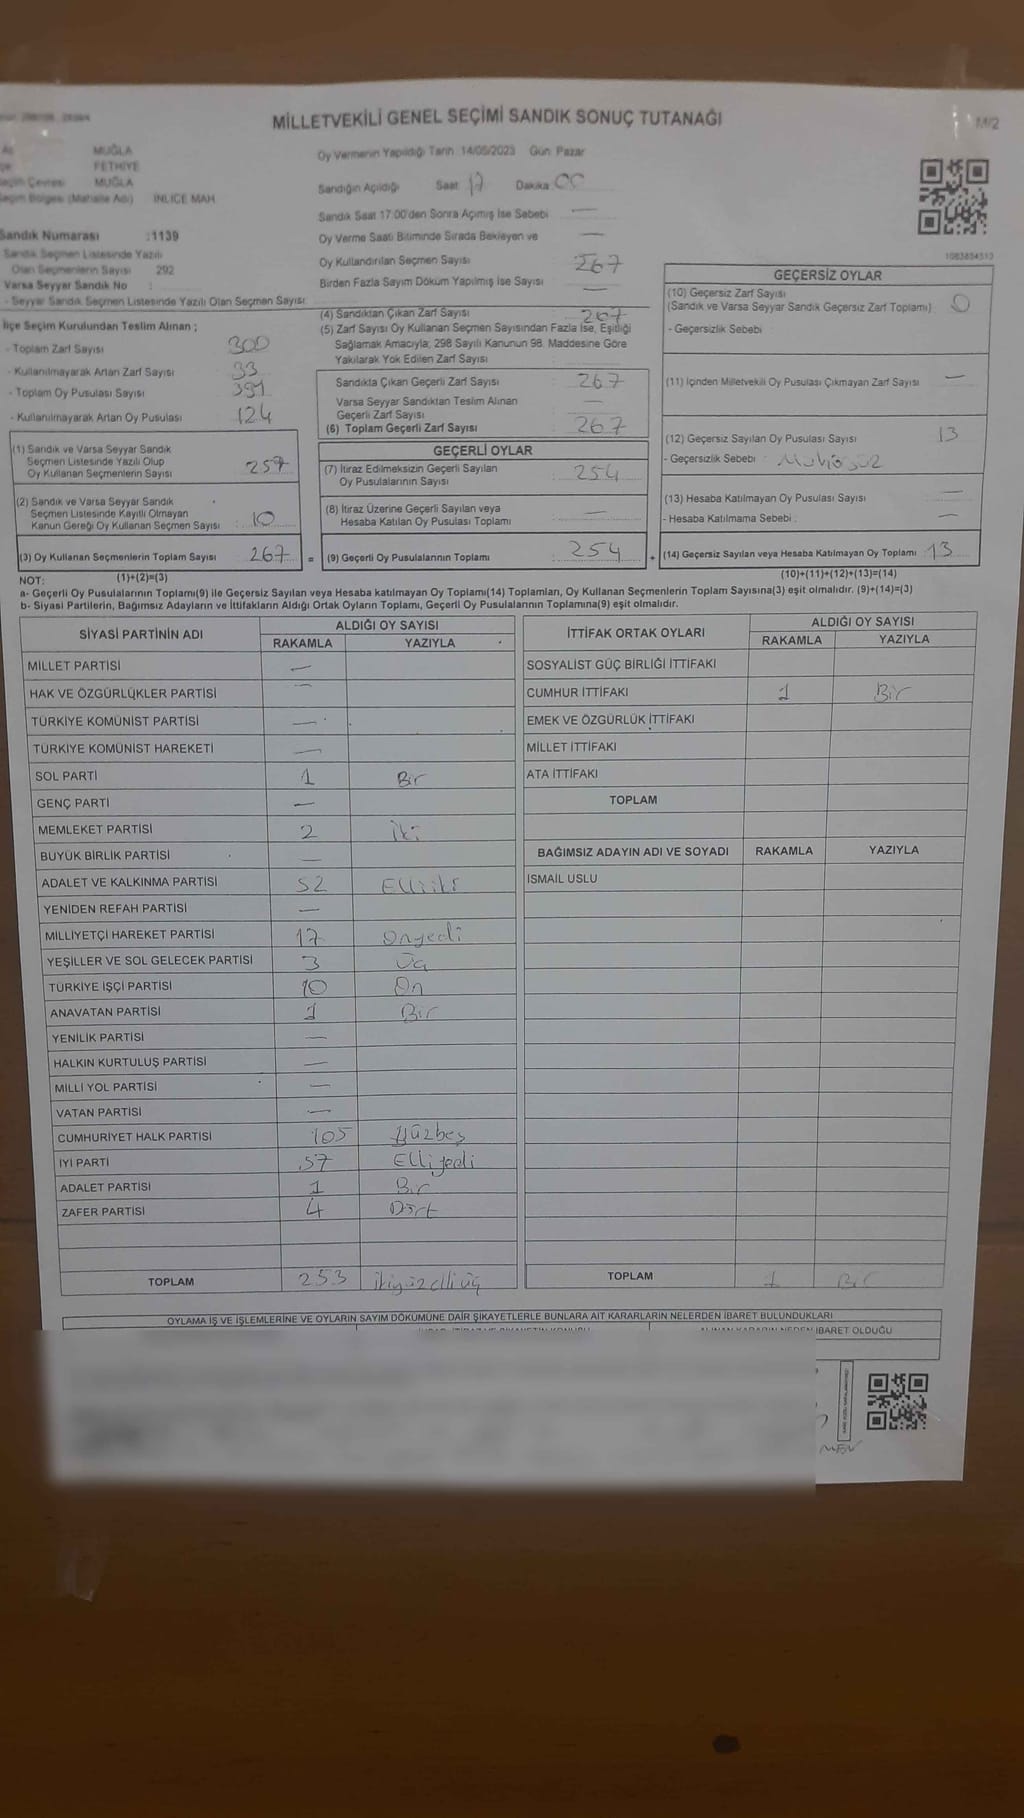 MİLLETVEKİLİ GENEL SEÇİMİ SANDIK SONUÇ TUTANAĞI
M/2
MUĞLA
FETHİYE
MUĞLA
Seçim Bölgesi (Mahalle Adı) İNLİCE MAH.
Sandık Numarası :1139
Sandık Seçmen Listesinde Yazılı
Olan Seçmenlerin Sayısı 292
Varsa Seyyar Sandık No :
- Seyyar Sandık Seçmen Listesinde Yazılı Olan Seçmen Sayısı
İlçe Seçim Kurulundan Teslim Alınan ;
- Toplam Zarf Sayısı 300
- Kullanılmayarak Artan Zarf Sayısı 33
- Toplam Oy Pusulası Sayısı 391
- Kullanılmayarak Artan Oy Pusulası 124
(1) Sandık ve Varsa Seyyar Sandık
Seçmen Listesinde Yazılı Olup
Oy Kullanan Seçmenlerin Sayısı : 257
(2) Sandık ve Varsa Seyyar Sandık
Seçmen Listesinde Kayıtlı Olmayan
Kanun Gereği Oy Kullanan Seçmen Sayısı : 10
(3) Oy Kullanan Seçmenlerin Toplam Sayısı : 267 =
Oy Vermenin Yapıldığı Tarih :14/05/2023 Gün: Pazar
Sandığın Açıldığı Saat: 17 Dakika: 00
Sandık Saat 17:00'den Sonra Açımış İse Sebebi —
Oy Verme Saati Bitiminde Sırada Bekleyen ve
Oy Kullandırılan Seçmen Sayısı —
: 267
Birden Fazla Sayım Döküm Yapılmış İse Sayısı —
(4) Sandıktan Çıkan Zarf Sayısı : 267
(5) Zarf Sayısı Oy Kullanan Seçmen Sayısından Fazla İse, Eşitliği
Sağlamak Amacıyla; 298 Sayılı Kanunun 98. Maddesine Göre
Yakılarak Yok Edilen Zarf Sayısı :
Sandıkta Çıkan Geçerli Zarf Sayısı : 267
Varsa Seyyar Sandıktan Teslim Alınan
Geçerli Zarf Sayısı —
(6) Toplam Geçerli Zarf Sayısı : 267
GEÇERLİ OYLAR
(7) İtiraz Edilmeksizin Geçerli Sayılan
Oy Pusulalarının Sayısı : 254
(8) İtiraz Üzerine Geçerli Sayılan veya
Hesaba Katılan Oy Pusulası Toplamı : —
(9) Geçerli Oy Pusulalarının Toplamı : 254 +
1083854513
GEÇERSİZ OYLAR
(10) Geçersiz Zarf Sayısı
(Sandık ve Varsa Seyyar Sandık Geçersiz Zarf Toplamı) : 0
- Geçersizlik Sebebi :
(11) İçinden Milletvekili Oy Pusulası Çıkmayan Zarf Sayısı : —
(12) Geçersiz Sayılan Oy Pusulası Sayısı : 13
- Geçersizlik Sebebi : Mühürsüz
(13) Hesaba Katılmayan Oy Pusulası Sayısı : —
- Hesaba Katılmama Sebebi : —
(14) Geçersiz Sayılan veya Hesaba Katılmayan Oy Toplamı : 13
NOT: (1)+(2)=(3) (10)+(11)+(12)+(13)=(14)
a- Geçerli Oy Pusulalarının Toplamı(9) ile Geçersiz Sayılan veya Hesaba katılmayan Oy Toplamı(14) Toplamları, Oy Kullanan Seçmenlerin Toplam Sayısına(3) eşit olmalıdır. (9)+(14)=(3)
b- Siyasi Partilerin, Bağımsız Adayların ve İttifakların Aldığı Ortak Oyların Toplamı, Geçerli Oy Pusulalarının Toplamına(9) eşit olmalıdır.
SİYASİ PARTİNİN ADI ALDIĞI OY SAYISI
RAKAMLA YAZIYLA
MİLLET PARTİSİ —
HAK VE ÖZGÜRLÜKLER PARTİSİ —
TÜRKİYE KOMÜNİST PARTİSİ —
TÜRKİYE KOMÜNİST HAREKETİ —
SOL PARTİ 1 Bir
GENÇ PARTİ —
MEMLEKET PARTİSİ 2 İki
BÜYÜK BİRLİK PARTİSİ —
ADALET VE KALKINMA PARTİSİ 52 Elliiki
YENİDEN REFAH PARTİSİ —
MİLLİYETÇİ HAREKET PARTİSİ 17 Onyedi
YEŞİLLER VE SOL GELECEK PARTİSİ 3 Üç
TÜRKİYE İŞÇİ PARTİSİ 10 On
ANAVATAN PARTİSİ 1 Bir
YENİLİK PARTİSİ —
HALKIN KURTULUŞ PARTİSİ —
MİLLİ YOL PARTİSİ —
VATAN PARTİSİ —
CUMHURİYET HALK PARTİSİ 105 Yüzbeş
İYİ PARTİ 57 Elliyedi
ADALET PARTİSİ 1 Bir
ZAFER PARTİSİ 4 Dört
TOPLAM 253 ikiyüzelliüç
İTTİFAK ORTAK OYLARI ALDIĞI OY SAYISI
RAKAMLA YAZIYLA
SOSYALİST GÜÇ BİRLİĞİ İTTİFAKI
CUMHUR İTTİFAKI 1 Bir
EMEK VE ÖZGÜRLÜK İTTİFAKI
MİLLET İTTİFAKI
ATA İTTİFAKI
TOPLAM
BAĞIMSIZ ADAYIN ADI VE SOYADI RAKAMLA YAZIYLA
İSMAİL USLU
TOPLAM 1 Bir
OYLAMA İŞ VE İŞLEMLERİNE VE OYLARIN SAYIM DÖKÜMÜNE DAİR ŞİKAYETLERLE BUNLARA AİT KARARLARIN NELERDEN İBARET BULUNDUKLARI
ALINAN KARARIN NEDEN İBARET OLDUĞU